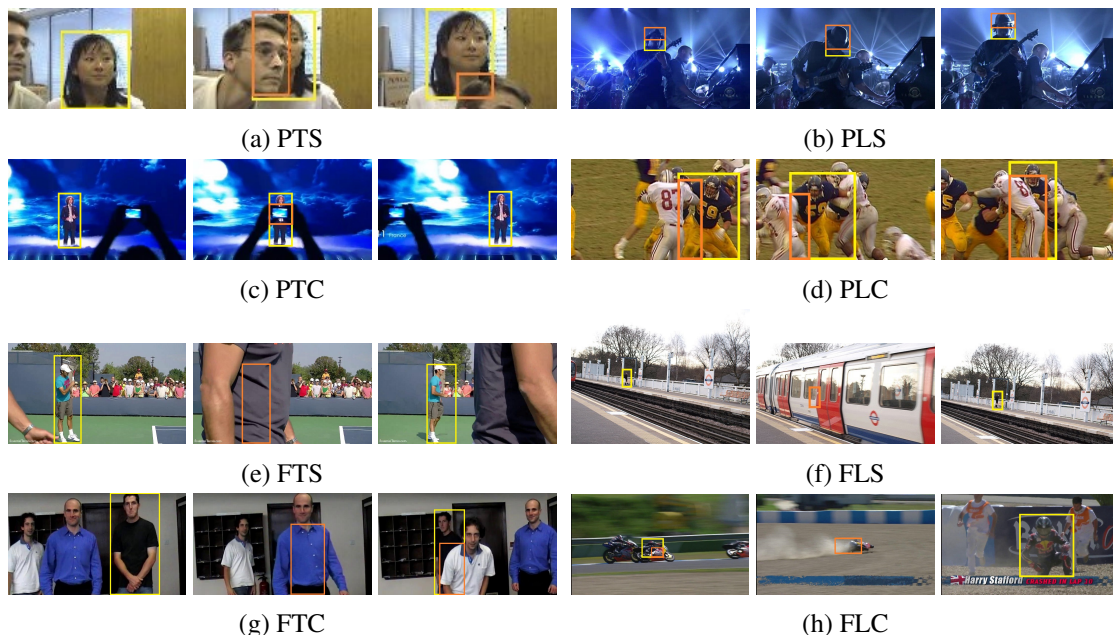 (a) PTS
(b) PLS
(c) PTC
(d) PLC
(e) FTS
(f) FLS
Harry Stafford
(g) FTC
(h) FLC